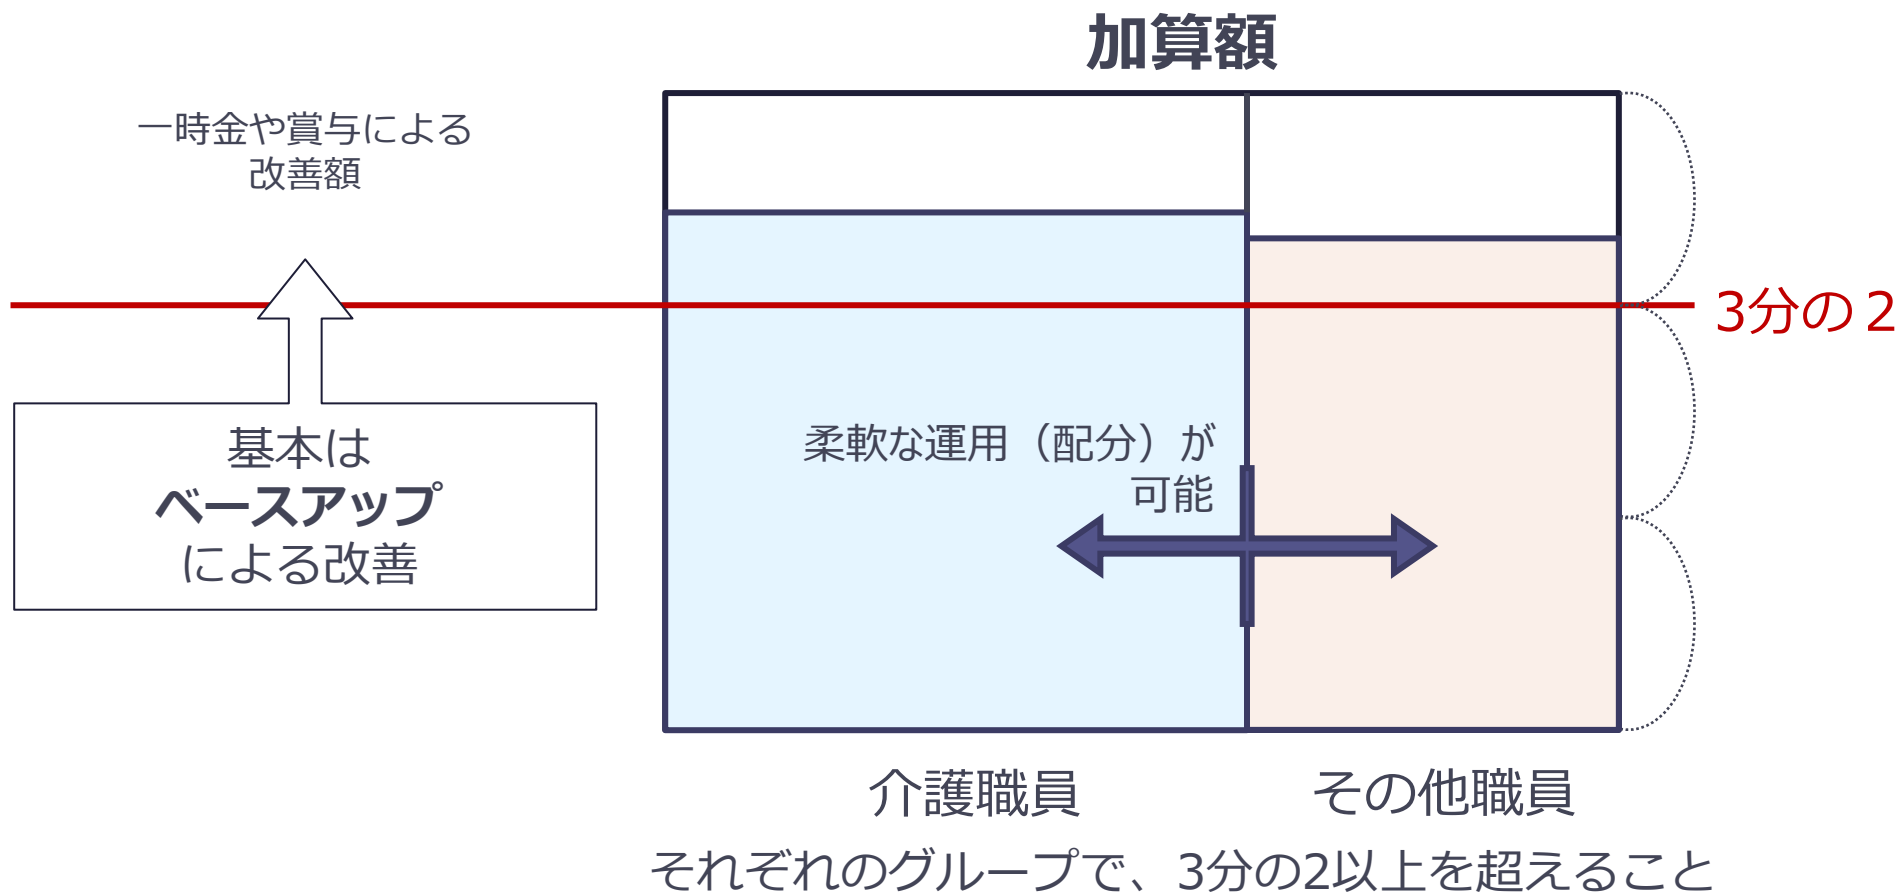 加算額
一時金や賞与による
改善額
3分の２
基本は
ベースアップ
による改善
柔軟な運用（配分）が
可能
介護職員
その他職員
それぞれのグループで、3分の2以上を超えること